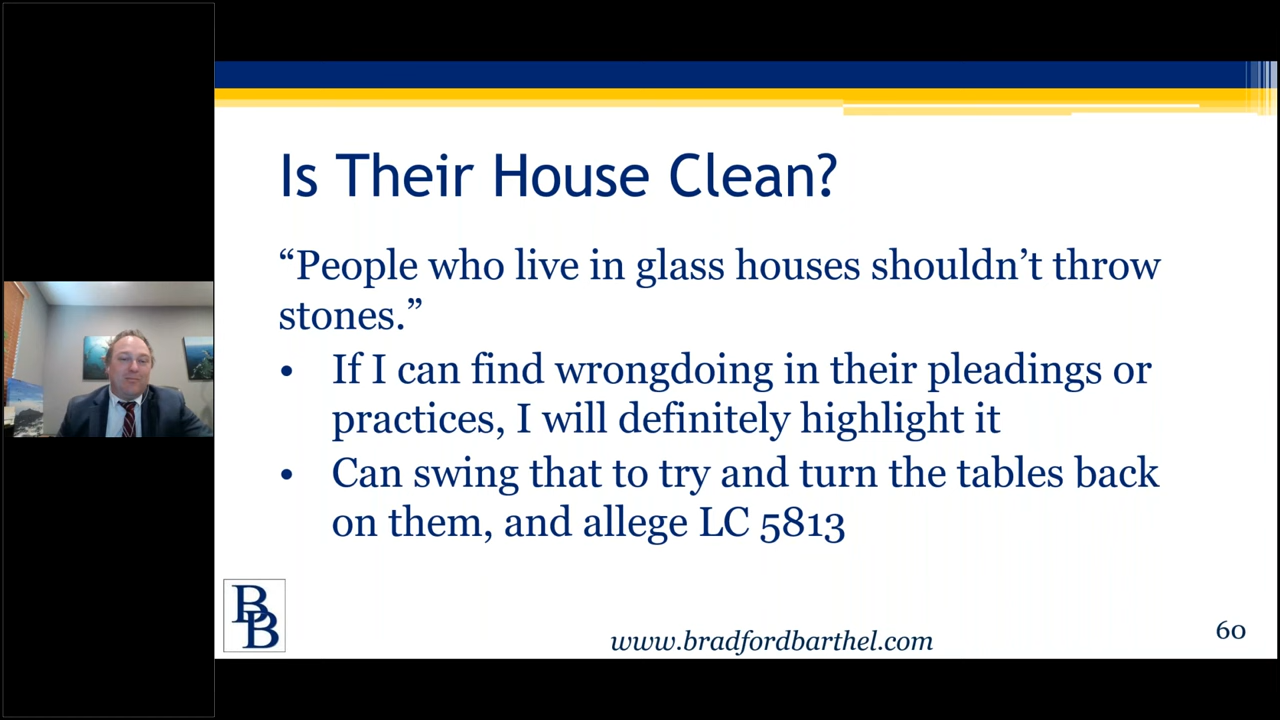 Is Their House Clean?
“People who live in glass houses shouldn’t throw
stones.”
• If I can find wrongdoing in their pleadings or
practices, I will definitely highlight it
• Can swing that to try and turn the tables back
on them, and allege LC 5813
BB
www.bradfordbarthel.com
60